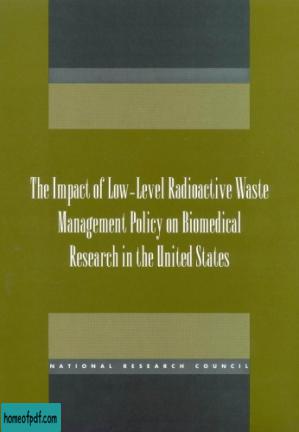 The Impact of Low-Level Radioactive Waste
Management Policy on Biomedical
Research in the United States
NATIONAL RESEARCH COUNCIL
homeofpdf.com